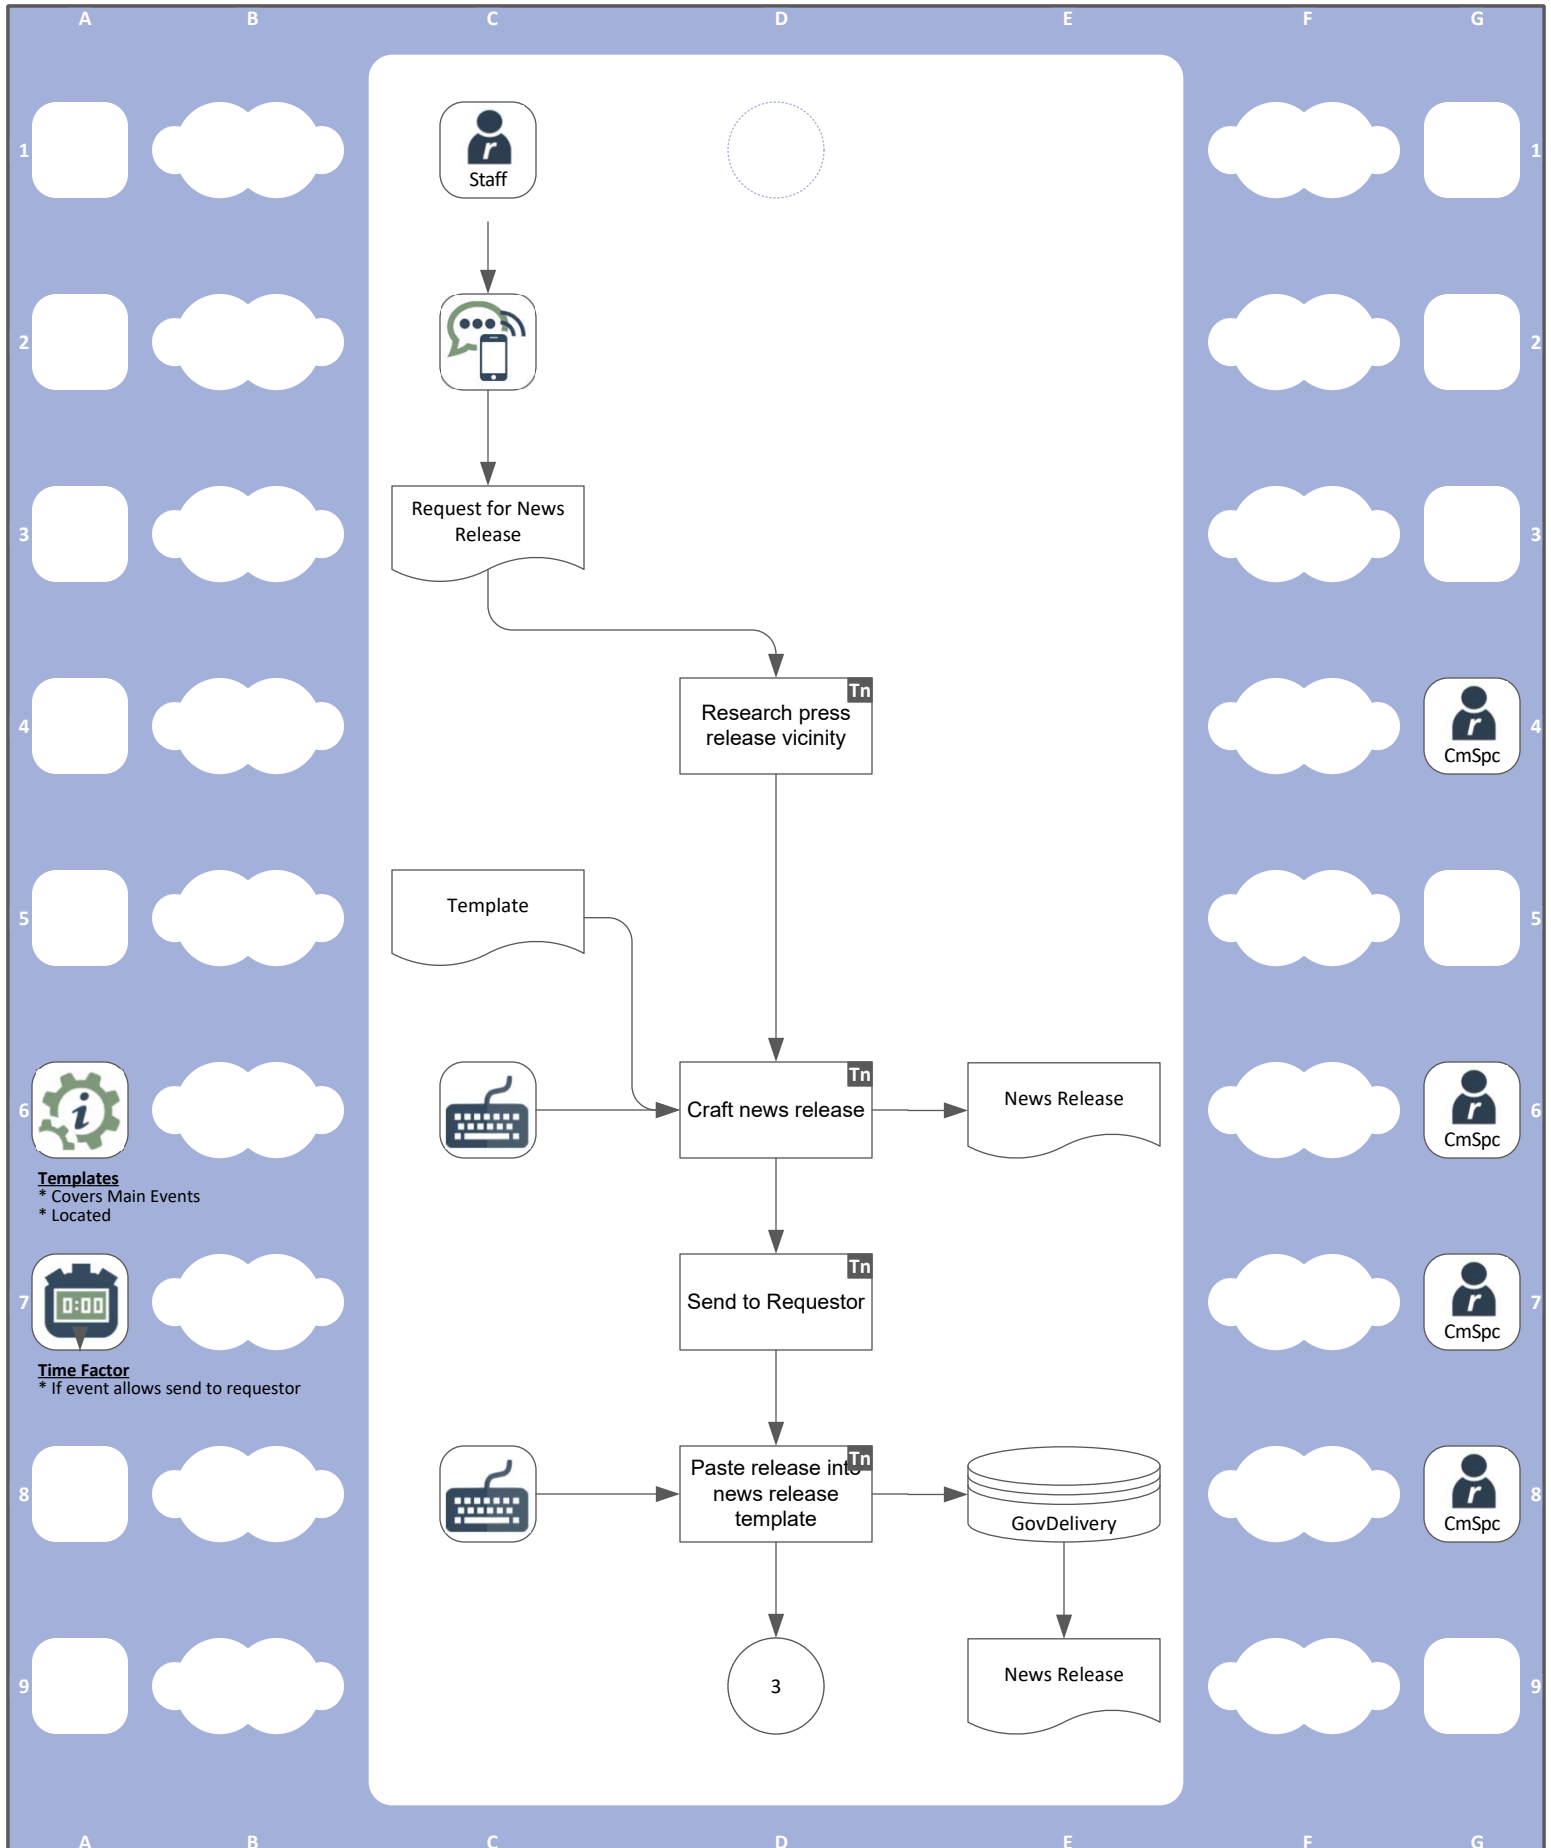 A B C D E F G
1 r 1
Staff
2 2
Request for News
3 Release 3
Tn
Research press
release vicinity
4 r 4
CmSpc
Template
5 5
Tn
6 i Craft news release News Release r 6
CmSpc
Templates
* Covers Main Events
* Located
Tn
7 0:00 Send to Requestor r 7
CmSpc
Time Factor
* If event allows send to requestor
Tn
Paste release into
8 news release r 8
template
GovDelivery CmSpc
9 3 News Release 9
A B C D E F G